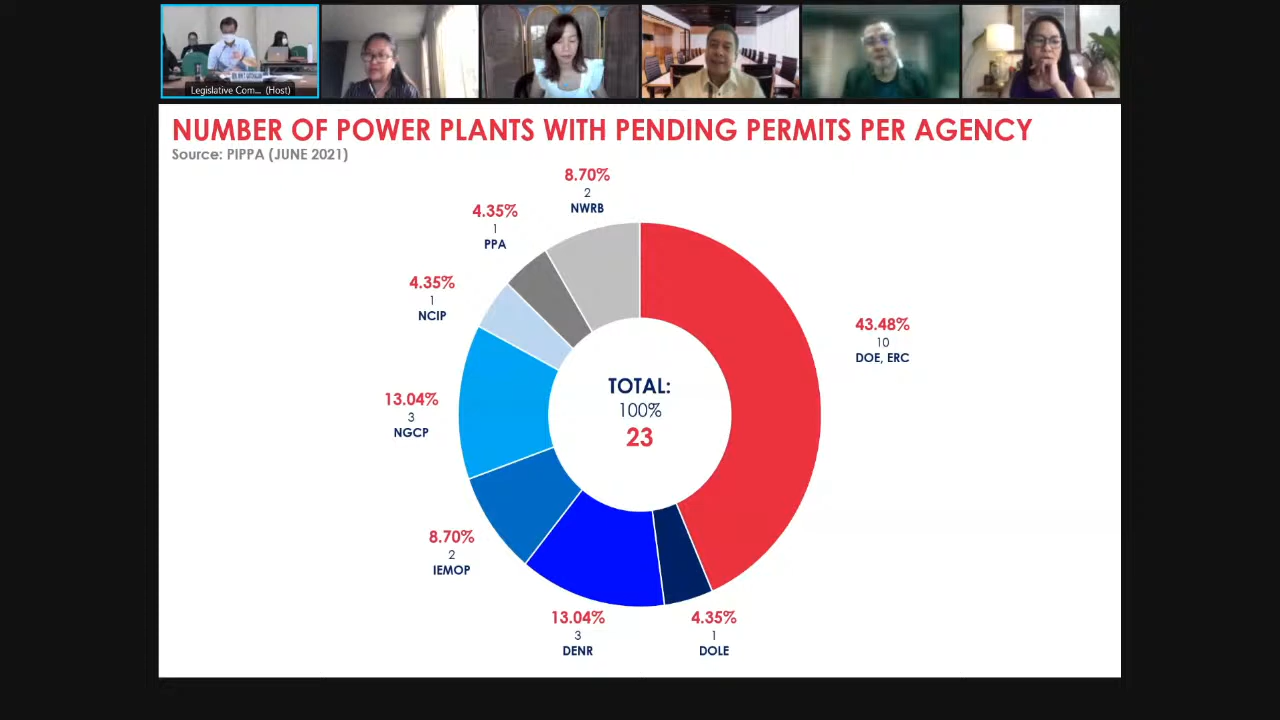 Legislative Com... (Host)
NUMBER OF POWER PLANTS WITH PENDING PERMITS PER AGENCY
Source: PIPPA (JUNE 2021)
8.70%
2
NWRB
4.35%
1
PPA
4.35%
1
NCIP
43.48%
10
DOE, ERC
13.04%
3
NGCP
TOTAL:
100%
23
8.70%
2
IEMOP
13.04%
3
DENR
4.35%
1
DOLE